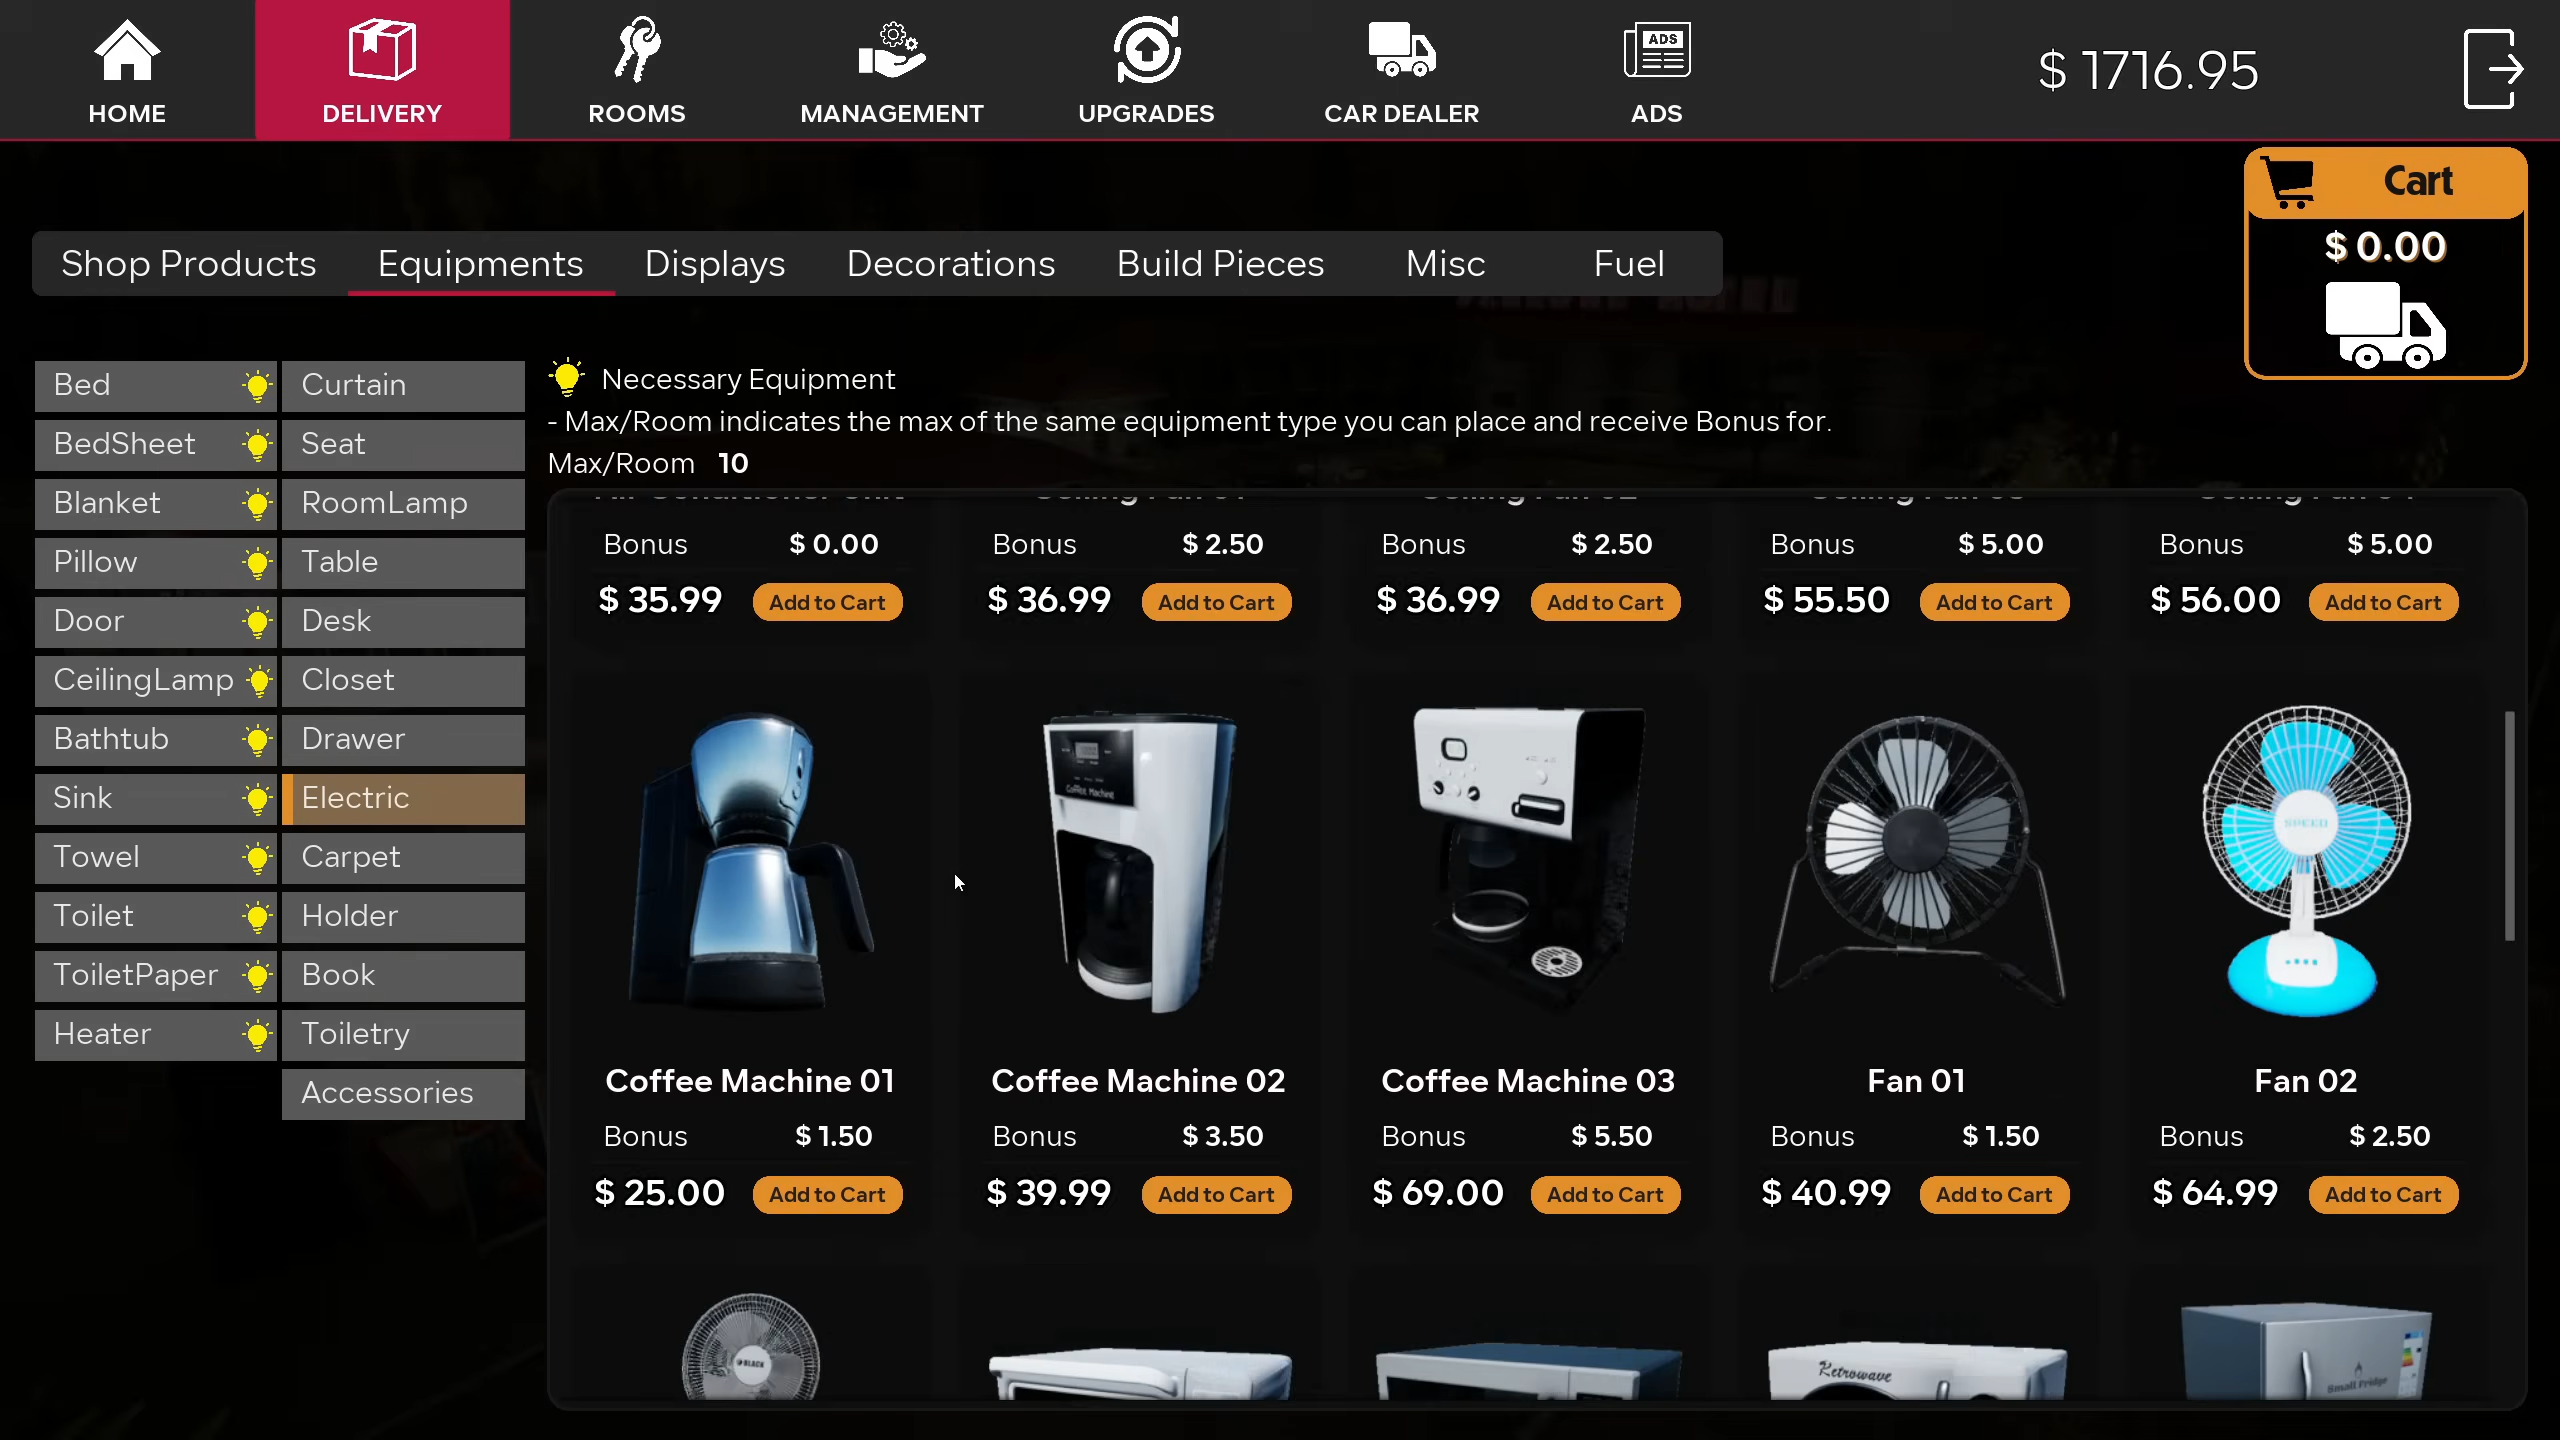 HOME
DELIVERY
ROOMS
MANAGEMENT
UPGRADES
CAR DEALER
ADS
ADS
$ 1716.95
Cart
$ 0.00
Shop Products
Equipments
Displays
Decorations
Build Pieces
Misc
Fuel
Bed
BedSheet
Blanket
Pillow
Door
CeilingLamp
Bathtub
Sink
Towel
Toilet
ToiletPaper
Heater
Curtain
Seat
RoomLamp
Table
Desk
Closet
Drawer
Electric
Carpet
Holder
Book
Toiletry
Accessories
Necessary Equipment
- Max/Room indicates the max of the same equipment type you can place and receive Bonus for.
Max/Room 10
Bonus $ 0.00
$ 35.99 Add to Cart
Bonus $ 2.50
$ 36.99 Add to Cart
Bonus $ 2.50
$ 36.99 Add to Cart
Bonus $ 5.00
$ 55.50 Add to Cart
Bonus $ 5.00
$ 56.00 Add to Cart
Coffee Machine
SPEED
Coffee Machine 01
Bonus $ 1.50
$ 25.00 Add to Cart
Coffee Machine 02
Bonus $ 3.50
$ 39.99 Add to Cart
Coffee Machine 03
Bonus $ 5.50
$ 69.00 Add to Cart
Fan 01
Bonus $ 1.50
$ 40.99 Add to Cart
Fan 02
Bonus $ 2.50
$ 64.99 Add to Cart
BLACK
Retrowave
Small Fridge